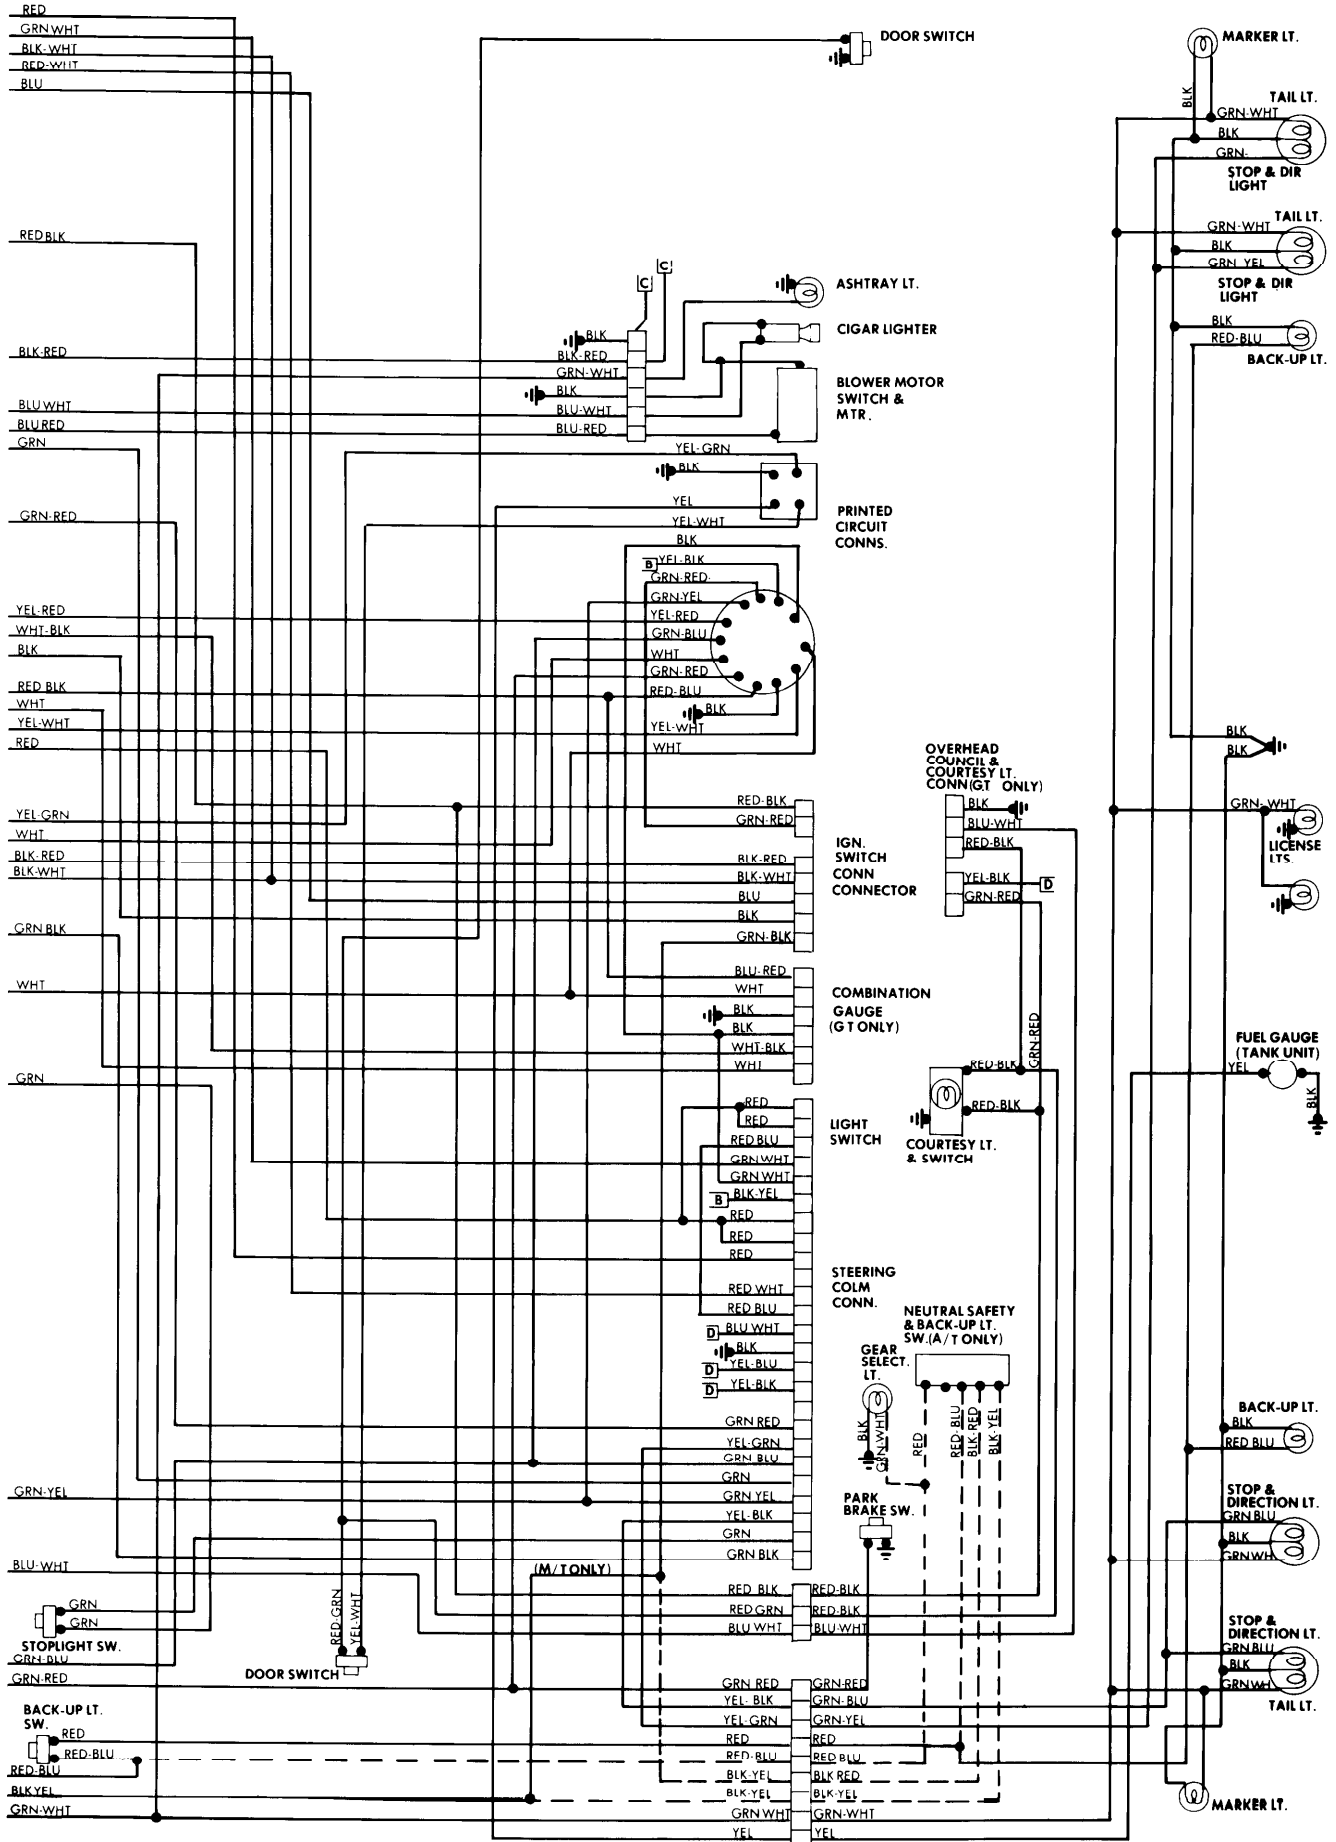 RED
GRN WHT
BLK-WHT
RED-WHT
BLU
RED BLK
BLK-RED
BLU WHT
BLU RED
GRN
GRN-RED
YEL-RED
WHT-BLK
BLK
RED BLK
WHT
YEL-WHT
RED
YEL-GRN
WHT
BLK-RED
BLK-WHT
GRN BLK
WHT
GRN
GRN-YEL
BLU-WHT
GRN
GRN
STOPLIGHT SW.
GRN-BLU
GRN-RED
BACK-UP LT.
SW.
RED
RED-BLU
RED-BLU
BLK YEL
GRN-WHT
RED-GRN
YEL-WHT
DOOR SWITCH
(M/T ONLY)
DOOR SWITCH
C
C
ASHTRAY LT.
BLK
BLK-RED
GRN-WHT
BLK
BLU-WHT
BLU-RED
CIGAR LIGHTER
BLOWER MOTOR
SWITCH &
MTR.
YEL-GRN
BLK
YEL
YEL-WHT
PRINTED
CIRCUIT
CONNS.
BLK
B
YEL-BLK
GRN-RED
GRN-YEL
YEL-RED
GRN-BLU
WHT
GRN-RED
RED-BLU
BLK
YEL-WHT
WHT
RED-BLK
GRN-RED
BLK-RED
BLK-WHT
BLU
BLK
GRN-BLK
IGN.
SWITCH
CONN
CONNECTOR
BLU-RED
WHT
BLK
BLK
WHT-BLK
WHT
COMBINATION
GAUGE
(GT ONLY)
RED
RED
RED BLU
GRN WHT
GRN WHT
B
BLK-YEL
RED
RED
RED
LIGHT
SWITCH
RED WHT
RED BLU
D
BLU WHT
BLK
D
YEL-BLU
D
YEL-BLK
STEERING
COLM
CONN.
GRN RED
YEL-GRN
GRN BLU
GRN
GRN YEL
YEL-BLK
GRN
GRN BLK
RED BLK
RED-BLK
RED GRN
RED-BLK
BLU WHT
BLU-WHT
GRN RED
GRN-RED
YEL- BLK
GRN-BLU
YEL-GRN
GRN-YEL
RED
RED
RED-BLU
RED BLU
BLK-YEL
BLK RED
BLK-YEL
BLK-YEL
GRN WHT
GRN-WHT
YEL
YEL
OVERHEAD
COUNCIL &
COURTESY LT.
CONN(GT ONLY)
BLK
BLU-WHT
RED-BLK
YEL-BLK
D
GRN-RED
GRN-RED
RED-BLK
RED-BLK
COURTESY LT.
& SWITCH
NEUTRAL SAFETY
& BACK-UP LT.
SW.(A/T ONLY)
GEAR
SELECT.
LT.
BLK
GRN-WHT
RED
RED-BLU
BLK-RED
BLK-YEL
PARK
BRAKE SW.
MARKER LT.
BLK
TAIL LT.
GRN-WHT
BLK
GRN-
STOP & DIR
LIGHT
TAIL LT.
GRN-WHT
BLK
GRN YEL
STOP & DIR
LIGHT
BLK
RED-BLU
BACK-UP LT.
BLK
BLK
GRN-WHT
LICENSE
LTS.
FUEL GAUGE
(TANK UNIT)
YEL
BLK
BACK-UP LT.
BLK
RED BLU
STOP &
DIRECTION LT.
GRN BLU
BLK
GRN WH
STOP &
DIRECTION LT.
GRN BLU
BLK
GRN WH
TAIL LT.
MARKER LT.